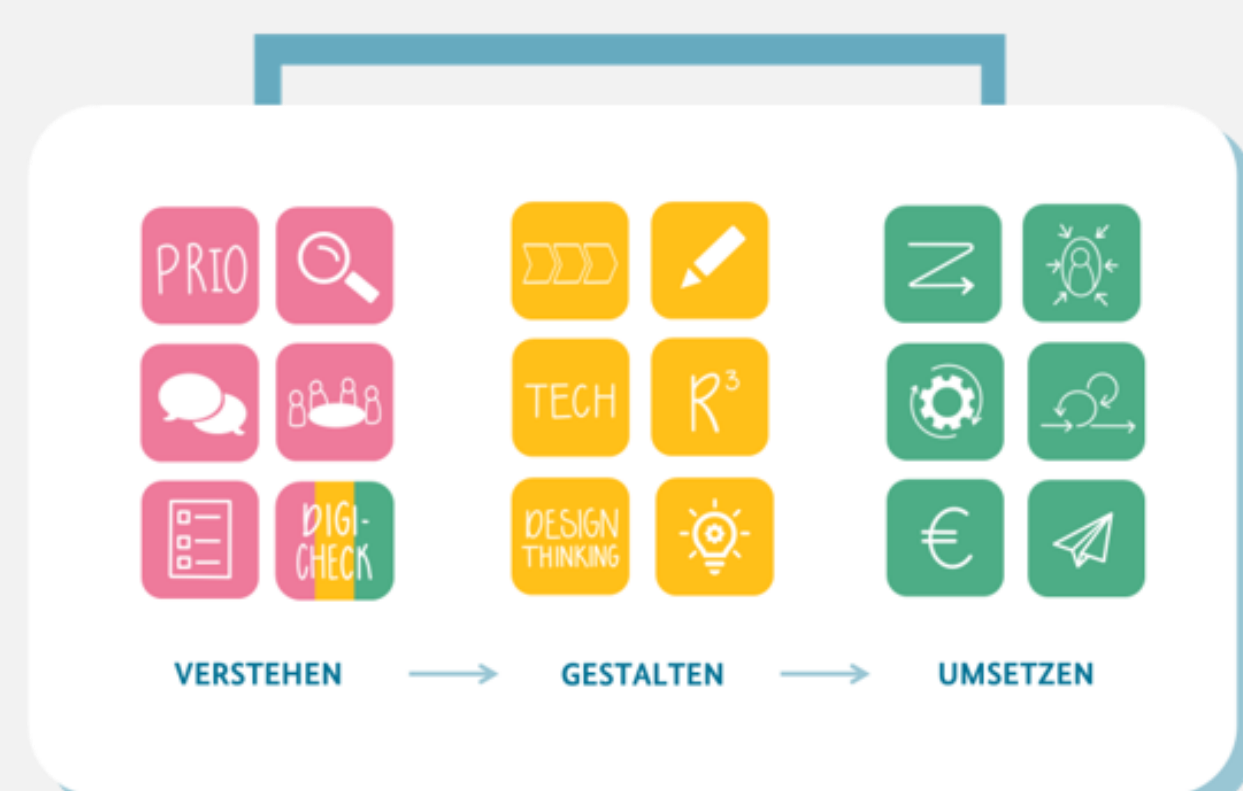 PRIO
TECH
R³
DESIGN
THINKING
DIGI-
CHECK
€
VERSTEHEN
GESTALTEN
UMSETZEN